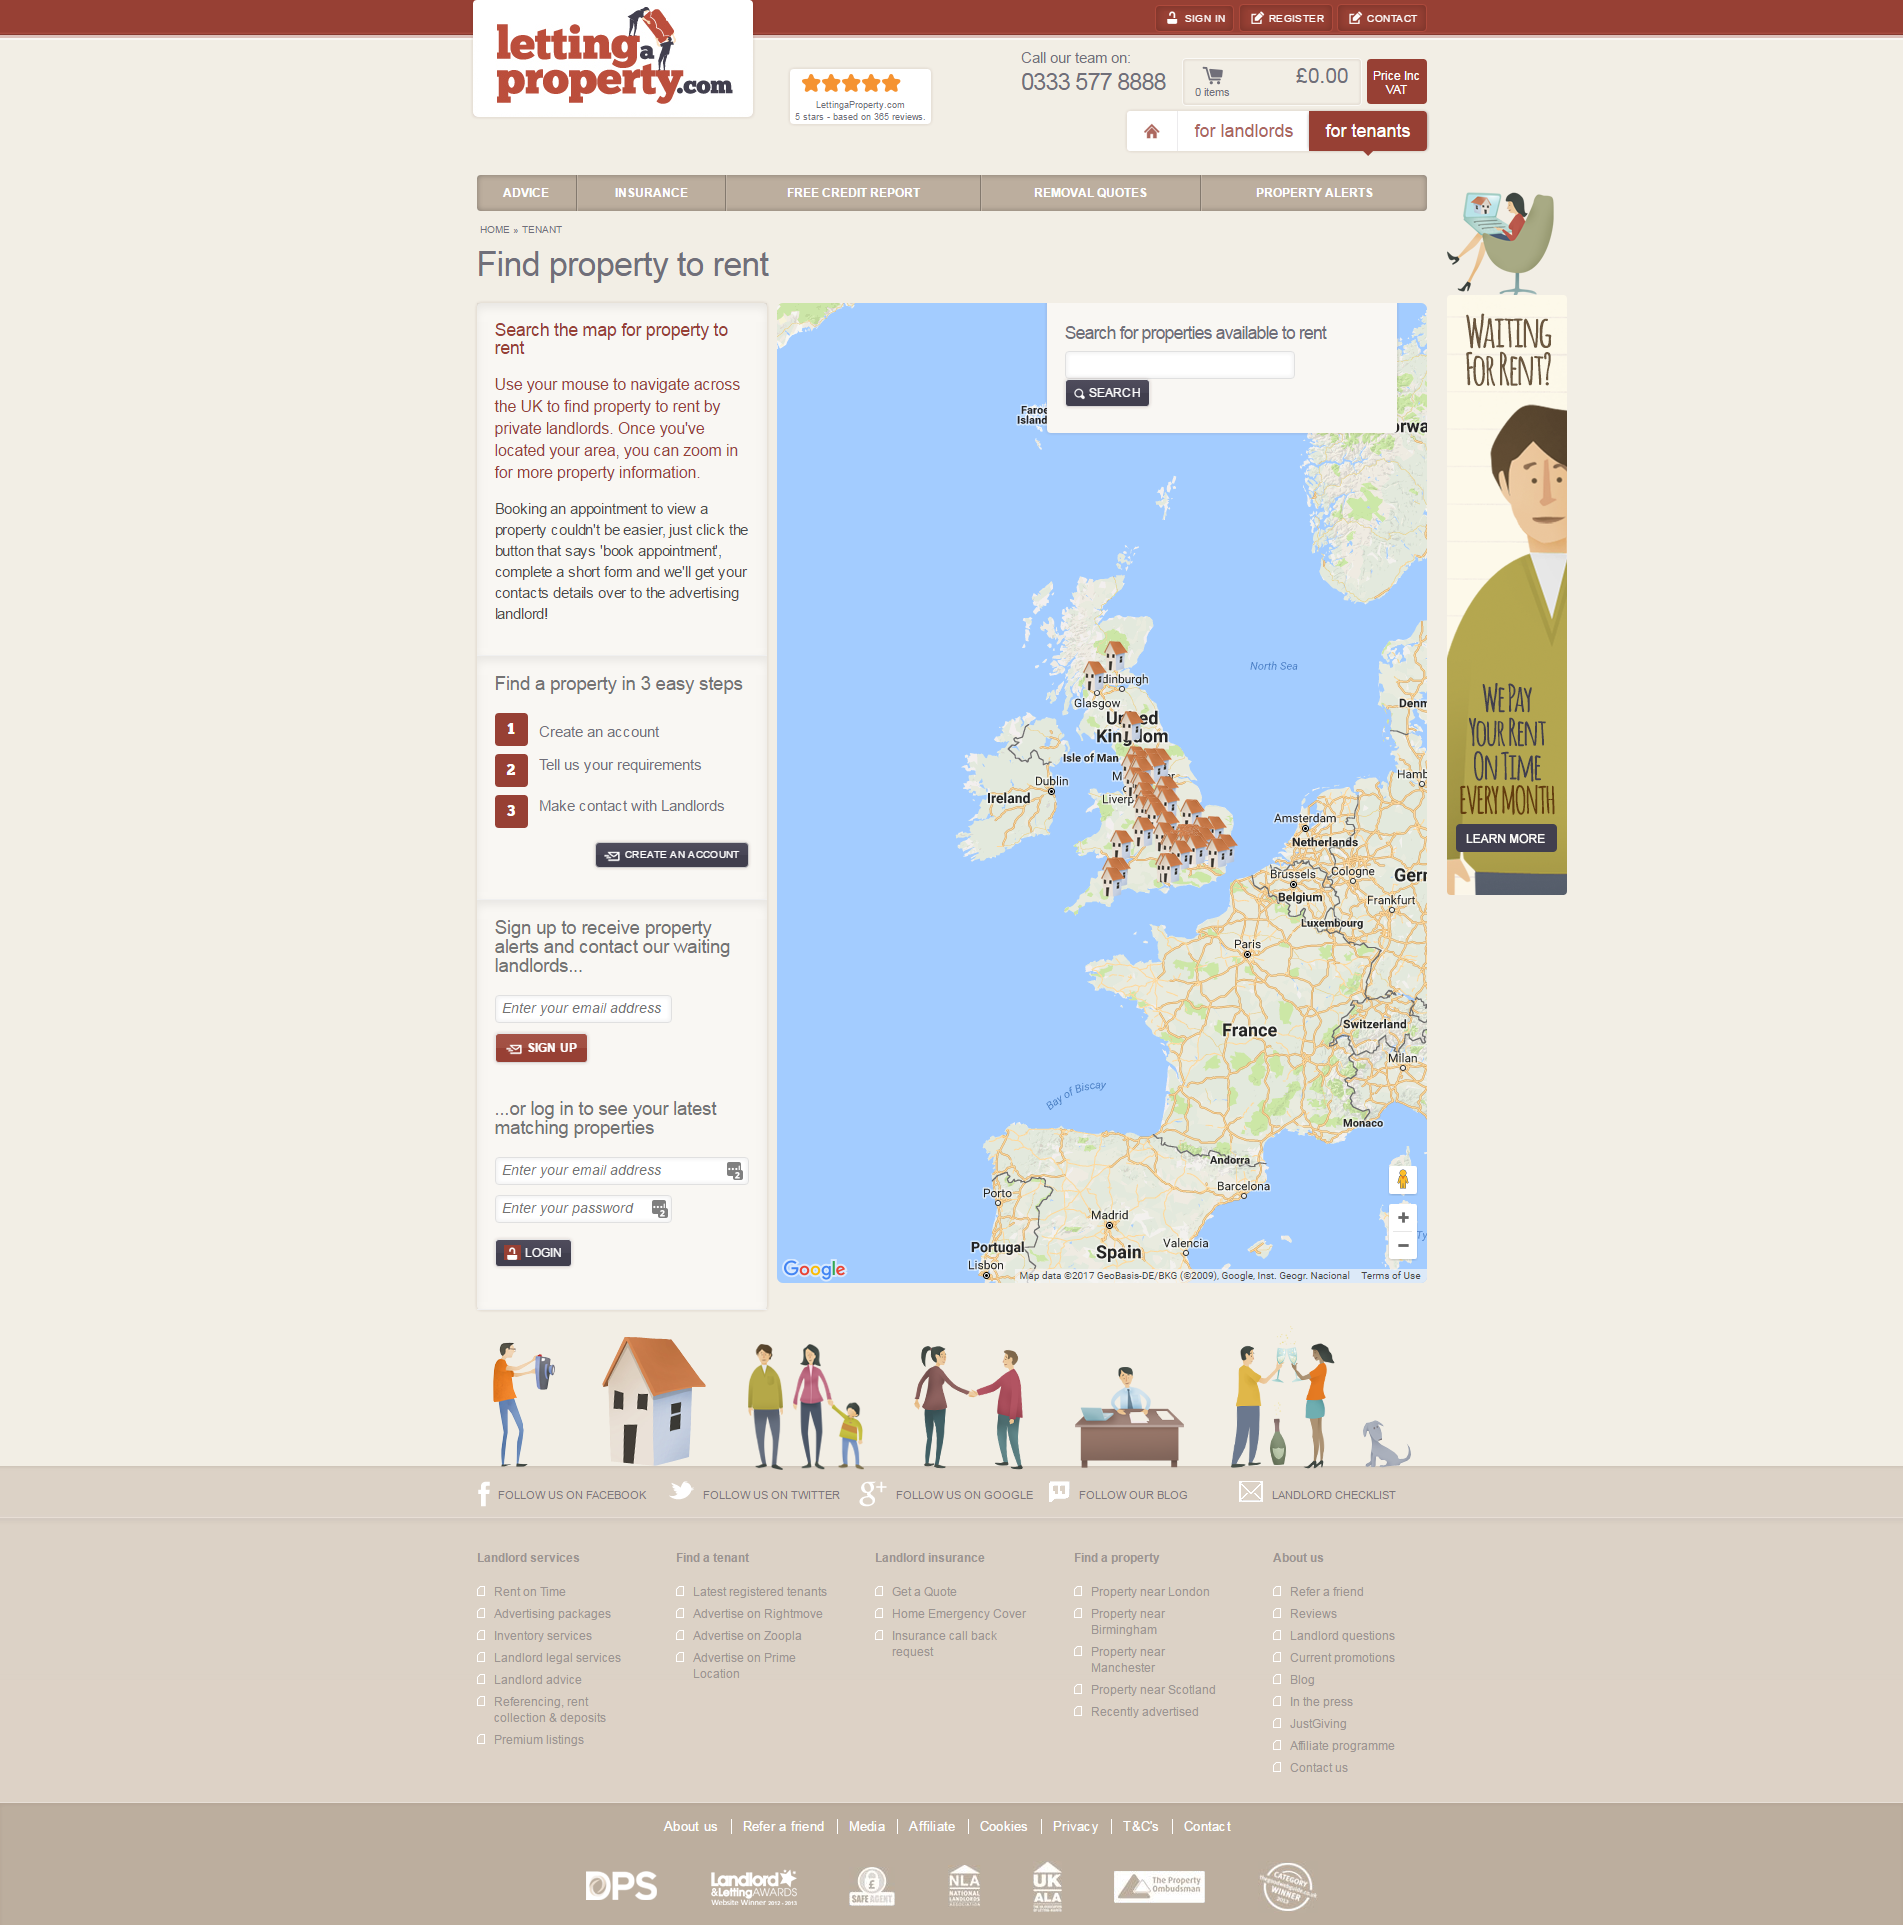 letting a
property.com
SIGN IN
REGISTER
CONTACT
LettingaProperty.com
5 stars - based on 365 reviews.
Call our team on:
0333 577 8888
0 items
£0.00
Price Inc
VAT
for landlords
for tenants
ADVICE
INSURANCE
FREE CREDIT REPORT
REMOVAL QUOTES
PROPERTY ALERTS
HOME » TENANT
Find property to rent
Search the map for property to
rent
Use your mouse to navigate across
the UK to find property to rent by
private landlords. Once you've
located your area, you can zoom in
for more property information.
Booking an appointment to view a
property couldn't be easier, just click the
button that says 'book appointment',
complete a short form and we'll get your
contacts details over to the advertising
landlord!
Find a property in 3 easy steps
1 Create an account
2 Tell us your requirements
3 Make contact with Landlords
CREATE AN ACCOUNT
Sign up to receive property
alerts and contact our waiting
landlords...
Enter your email address
SIGN UP
...or log in to see your latest
matching properties
Enter your email address
2
Enter your password
2
LOGIN
Search for properties available to rent
SEARCH
Faroe
Island
orwa
North Sea
dinburgh
Glasgow
Denm
Isle of Man
Dublin
Ireland
Liverp
Hamb
Amsterdam
Netherlands
Brussels
Cologne
Gern
Belgium
Frankfurt
Luxembourg
Paris
France
Switzerland
Milan
Bay of Biscay
Monaco
Andorra
Barcelona
Porto
Madrid
Valencia
Portugal
Spain
Lisbon
Ty
Google
Map data ©2017 GeoBasis-DE/BKG (©2009), Google, Inst. Geogr. Nacional
Terms of Use
WAITING
FOR RENT?
WE PAY
YOUR RENT
ON TIME
EVERY MONTH
LEARN MORE
FOLLOW US ON FACEBOOK
FOLLOW US ON TWITTER
FOLLOW US ON GOOGLE
FOLLOW OUR BLOG
LANDLORD CHECKLIST
Landlord services
Rent on Time
Advertising packages
Inventory services
Landlord legal services
Landlord advice
Referencing, rent
collection & deposits
Premium listings
Find a tenant
Latest registered tenants
Advertise on Rightmove
Advertise on Zoopla
Advertise on Prime
Location
Landlord insurance
Get a Quote
Home Emergency Cover
Insurance call back
request
Find a property
Property near London
Property near
Birmingham
Property near
Manchester
Property near Scotland
Recently advertised
About us
Refer a friend
Reviews
Landlord questions
Current promotions
Blog
In the press
JustGiving
Affiliate programme
Contact us
About us
Refer a friend
Media
Affiliate
Cookies
Privacy
T&C's
Contact
DPS
Landlord
& Letting AWARDS
Website Winner 2012 - 2013
SAFE AGENT
NLA
NATIONAL
LANDLORDS
ASSOCIATION
UK
ALA
The Property
Ombudsman
CATEGORY
WINNER